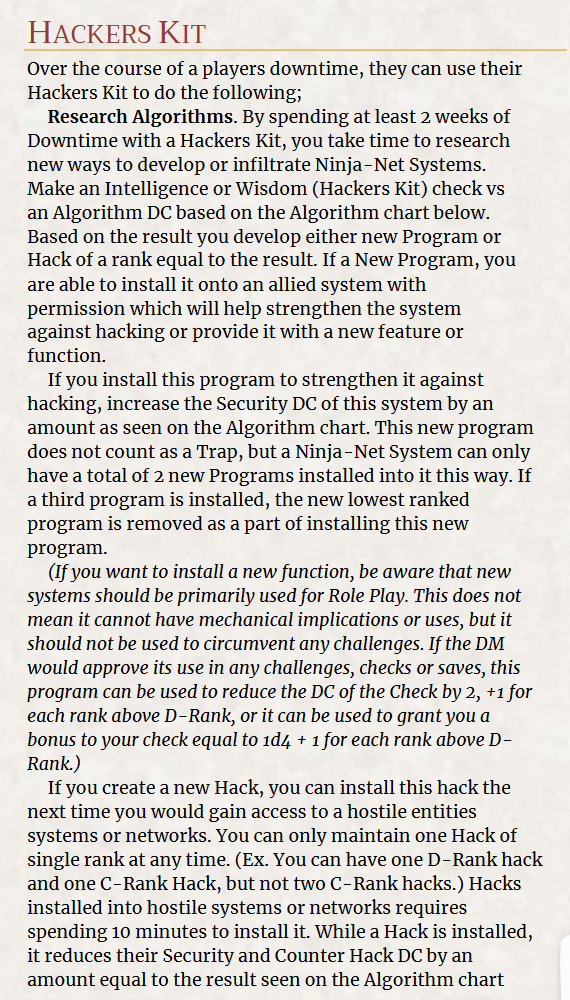 HACKERS KIT
Over the course of a players downtime, they can use their
Hackers Kit to do the following;
Research Algorithms. By spending at least 2 weeks of
Downtime with a Hackers Kit, you take time to research
new ways to develop or infiltrate Ninja-Net Systems.
Make an Intelligence or Wisdom (Hackers Kit) check vs
an Algorithm DC based on the Algorithm chart below.
Based on the result you develop either new Program or
Hack of a rank equal to the result. If a New Program, you
are able to install it onto an allied system with
permission which will help strengthen the system
against hacking or provide it with a new feature or
function.
If you install this program to strengthen it against
hacking, increase the Security DC of this system by an
amount as seen on the Algorithm chart. This new program
does not count as a Trap, but a Ninja-Net System can only
have a total of 2 new Programs installed into it this way. If
a third program is installed, the new lowest ranked
program is removed as a part of installing this new
program.
(If you want to install a new function, be aware that new
systems should be primarily used for Role Play. This does not
mean it cannot have mechanical implications or uses, but it
should not be used to circumvent any challenges. If the DM
would approve its use in any challenges, checks or saves, this
program can be used to reduce the DC of the Check by 2, +1 for
each rank above D-Rank, or it can be used to grant you a
bonus to your check equal to 1d4 + 1 for each rank above D-
Rank.)
If you create a new Hack, you can install this hack the
next time you would gain access to a hostile entities
systems or networks. You can only maintain one Hack of
single rank at any time. (Ex. You can have one D-Rank hack
and one C-Rank Hack, but not two C-Rank hacks.) Hacks
installed into hostile systems or networks requires
spending 10 minutes to install it. While a Hack is installed,
it reduces their Security and Counter Hack DC by an
amount equal to the result seen on the Algorithm chart